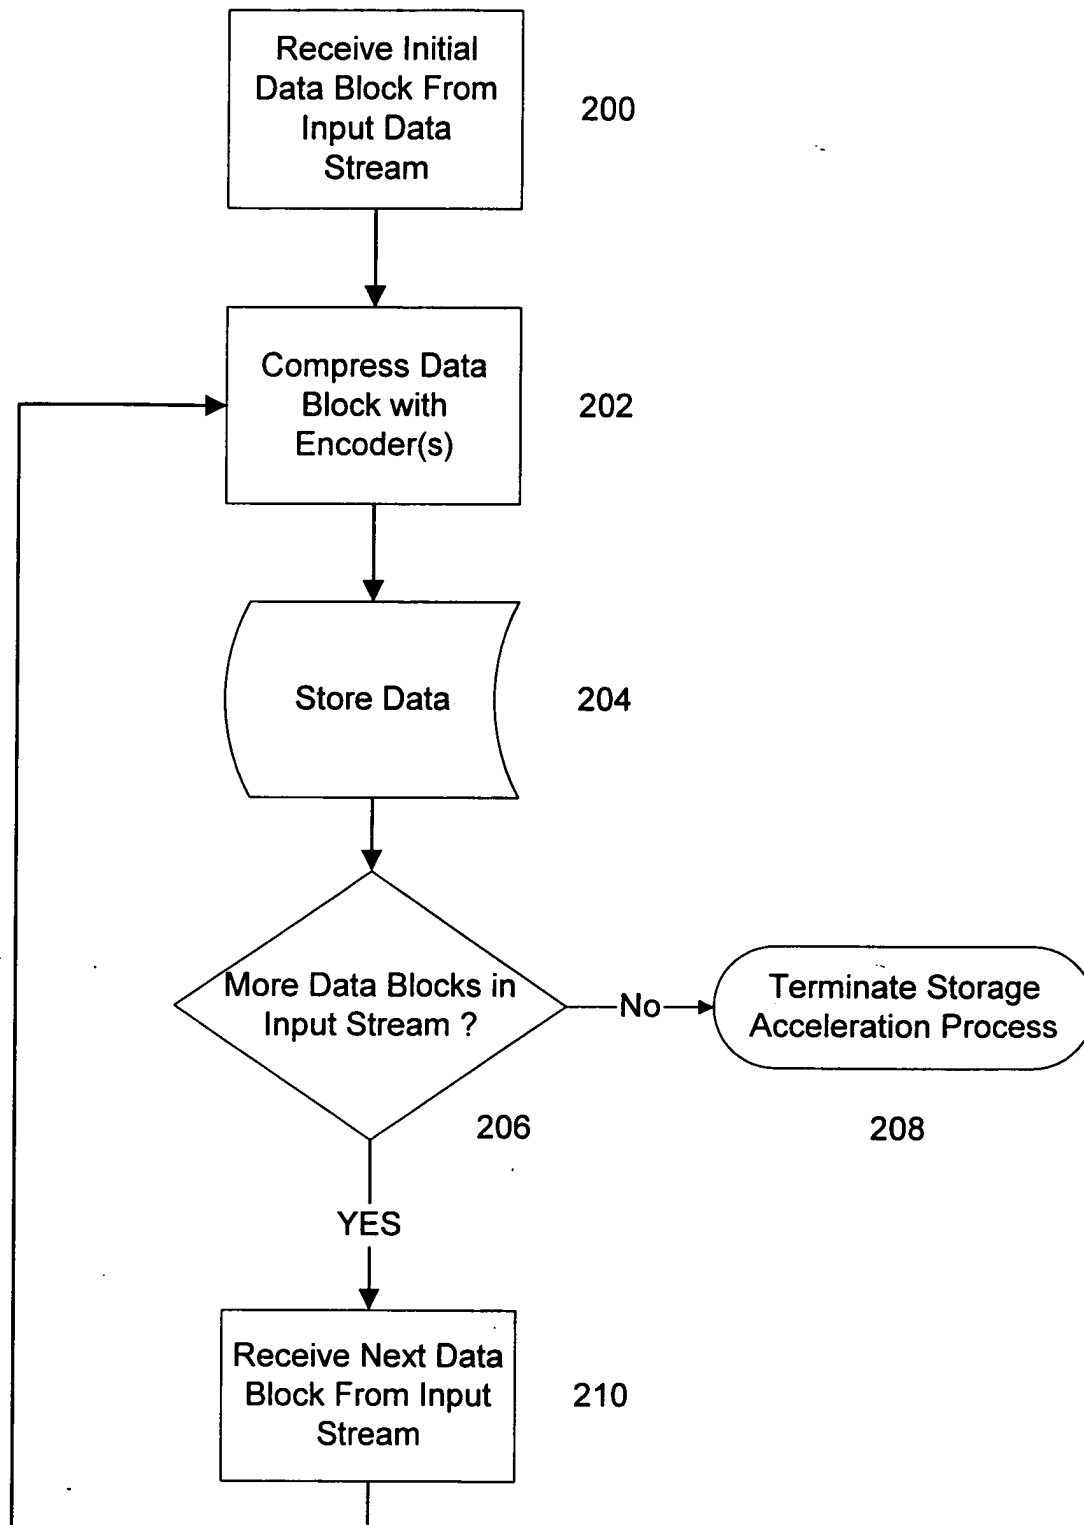 Receive Initial
Data Block From
Input Data
Stream
200
Compress Data
Block with
Encoder(s)
202
Store Data
204
More Data Blocks in
Input Stream ?
206
No
Terminate Storage
Acceleration Process
208
YES
Receive Next Data
Block From Input
Stream
210